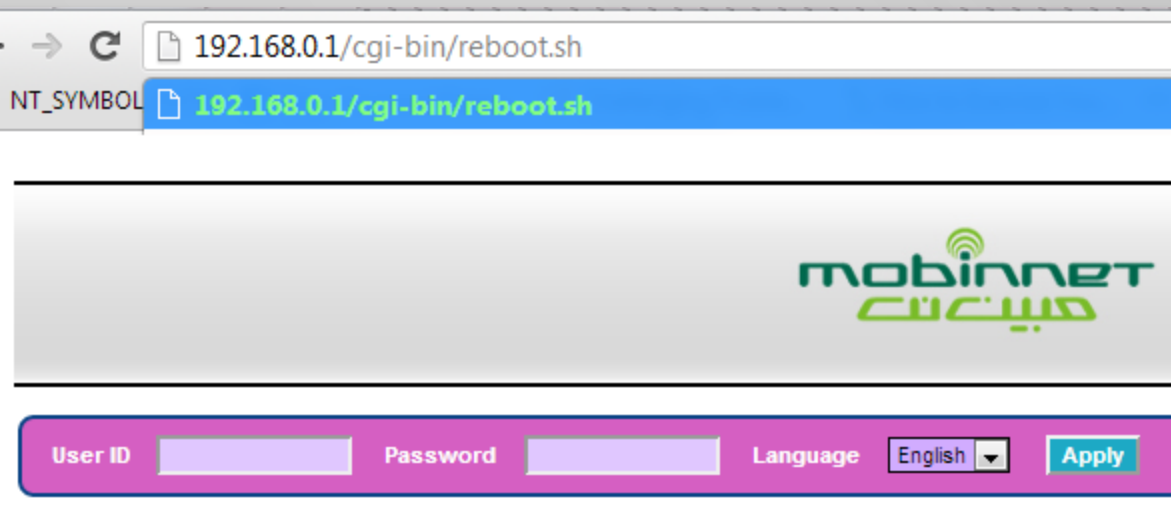 192.168.0.1/cgi-bin/reboot.sh
NT_SYMBOL 192.168.0.1/cgi-bin/reboot.sh
mobinnet
مبین نت
User ID Password Language English Apply